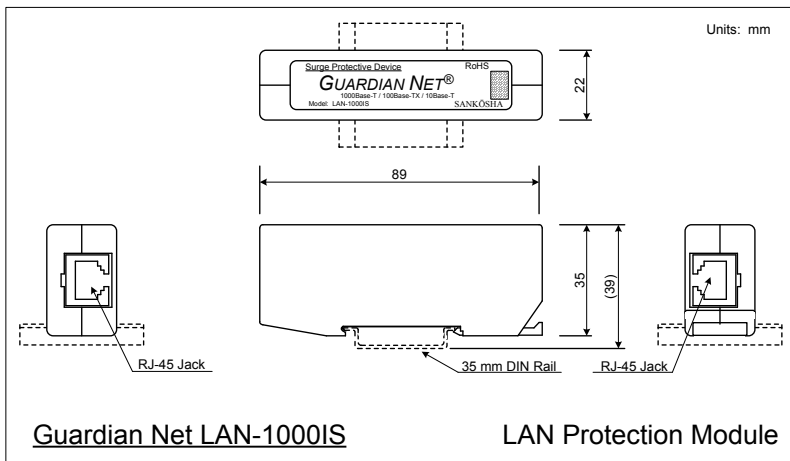 Units: mm
Surge Protective Device
RoHS
GUARDIAN NET®
1000Base-T / 100Base-TX / 10Base-T
Model: LAN-1000IS
SANKŌSHA
22
89
35
(39)
RJ-45 Jack
35 mm DIN Rail
RJ-45 Jack
Guardian Net LAN-1000IS
LAN Protection Module